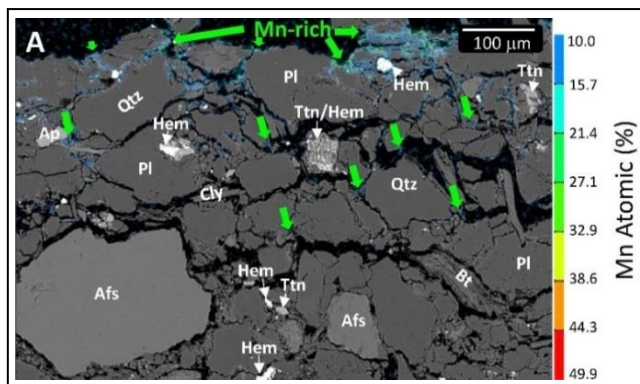 A
Mn-rich
100 µm
Pl
Hem
Ttn
Qtz
Ttn/Hem
Ap
Hem
Pl
Cly
Qtz
Hem
Ttn
Bt
Pl
Afs
Afs
Hem
10.0
15.7
21.4
27.1
32.9
38.6
44.3
49.9
Mn Atomic (%)